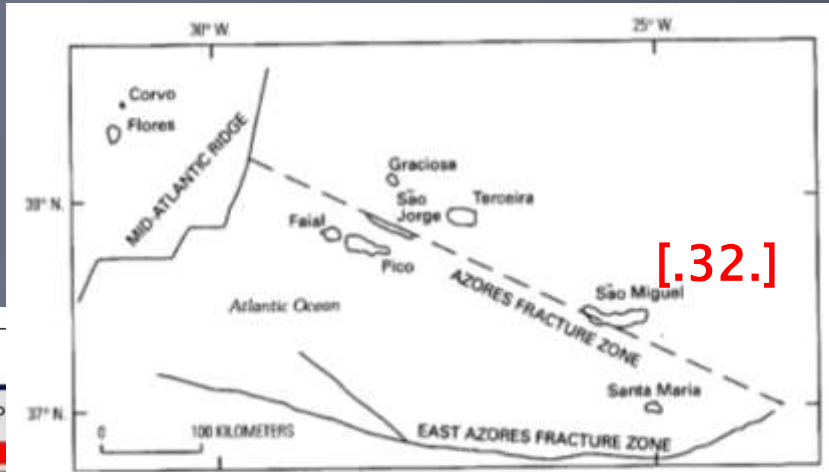 30° W.
25° W.
Corvo
Flores
MID-ATLANTIC RIDGE
Graciosa
39° N.
São
Jorge
Terceira
Faial
Pico
[.32.]
AZORES FRACTURE ZONE
São Miguel
Atlantic Ocean
Santa Maria
37° N.
0
100 KILOMETERS
EAST AZORES FRACTURE ZONE